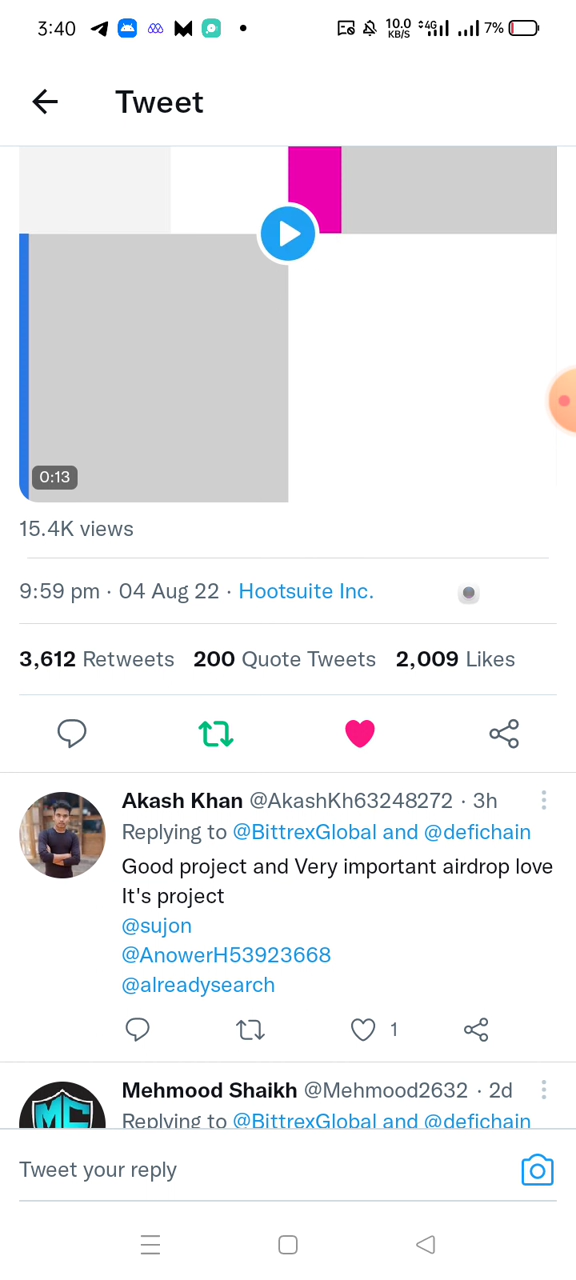 3:40 10.0 KB/S 4G 7%
Tweet
0:13
15.4K views
9:59 pm · 04 Aug 22 · Hootsuite Inc.
3,612 Retweets 200 Quote Tweets 2,009 Likes
Akash Khan @AkashKh63248272 · 3h
Replying to @BittrexGlobal and @defichain
Good project and Very important airdrop love
It's project
@sujon
@AnowerH53923668
@alreadysearch
1
Mehmood Shaikh @Mehmood2632 · 2d
MC
Replying to @BittrexGlobal and @defichain
Tweet your reply